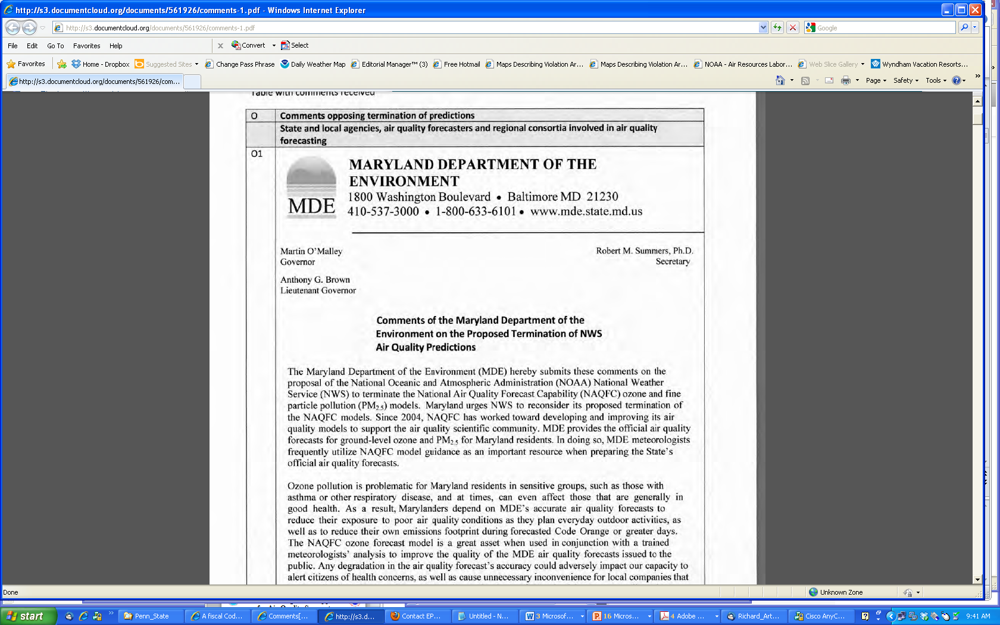 http://s3.documentcloud.org/documents/561926/comments-1.pdf - Windows Internet Explorer
http://s3.documentcloud.org/documents/561926/comments-1.pdf
Google
File Edit Go To Favorites Help
x Convert Select
Favorites Home - Dropbox Suggested Sites Change Pass Phrase Daily Weather Map Editorial Manager™ (3) Free Hotmail Maps Describing Violation Ar... Maps Describing Violation Ar... NOAA - Air Resources Labor... Web Slice Gallery Wyndham Vacation Resorts...
http://s3.documentcloud.org/documents/561926/com...
Page Safety Tools
Table with comments received
O Comments opposing termination of predictions
State and local agencies, air quality forecasters and regional consortia involved in air quality
forecasting
O1
MDE
MARYLAND DEPARTMENT OF THE
ENVIRONMENT
1800 Washington Boulevard • Baltimore MD 21230
410-537-3000 • 1-800-633-6101 • www.mde.state.md.us
Martin O'Malley
Governor
Robert M. Summers, Ph.D.
Secretary
Anthony G. Brown
Lieutenant Governor
Comments of the Maryland Department of the
Environment on the Proposed Termination of NWS
Air Quality Predictions
The Maryland Department of the Environment (MDE) hereby submits these comments on the
proposal of the National Oceanic and Atmospheric Administration (NOAA) National Weather
Service (NWS) to terminate the National Air Quality Forecast Capability (NAQFC) ozone and fine
particle pollution (PM2.5) models. Maryland urges NWS to reconsider its proposed termination of
the NAQFC models. Since 2004, NAQFC has worked toward developing and improving its air
quality models to support the air quality scientific community. MDE provides the official air quality
forecasts for ground-level ozone and PM2.5 for Maryland residents. In doing so, MDE meteorologists
frequently utilize NAQFC model guidance as an important resource when preparing the State's
official air quality forecasts.
Ozone pollution is problematic for Maryland residents in sensitive groups, such as those with
asthma or other respiratory disease, and at times, can even affect those that are generally in
good health. As a result, Marylanders depend on MDE's accurate air quality forecasts to
reduce their exposure to poor air quality conditions as they plan everyday outdoor activities, as
well as to reduce their own emissions footprint during forecasted Code Orange or greater days.
The NAQFC ozone forecast model is a great asset when used in conjunction with a trained
meteorologists' analysis to improve the quality of the MDE air quality forecasts issued to the
public. Any degradation in the air quality forecast's accuracy could adversely impact our capacity to
alert citizens of health concerns, as well as cause unnecessary inconvenience for local companies that
Done
Unknown Zone
start Penn_State A fiscal Cod... Comments[... http://s3.d... Contact EP... Untitled - N... 3 Microsof... 16 Micros... 4 Adobe ... Richard_Art... Cisco AnyC... 9:41 AM